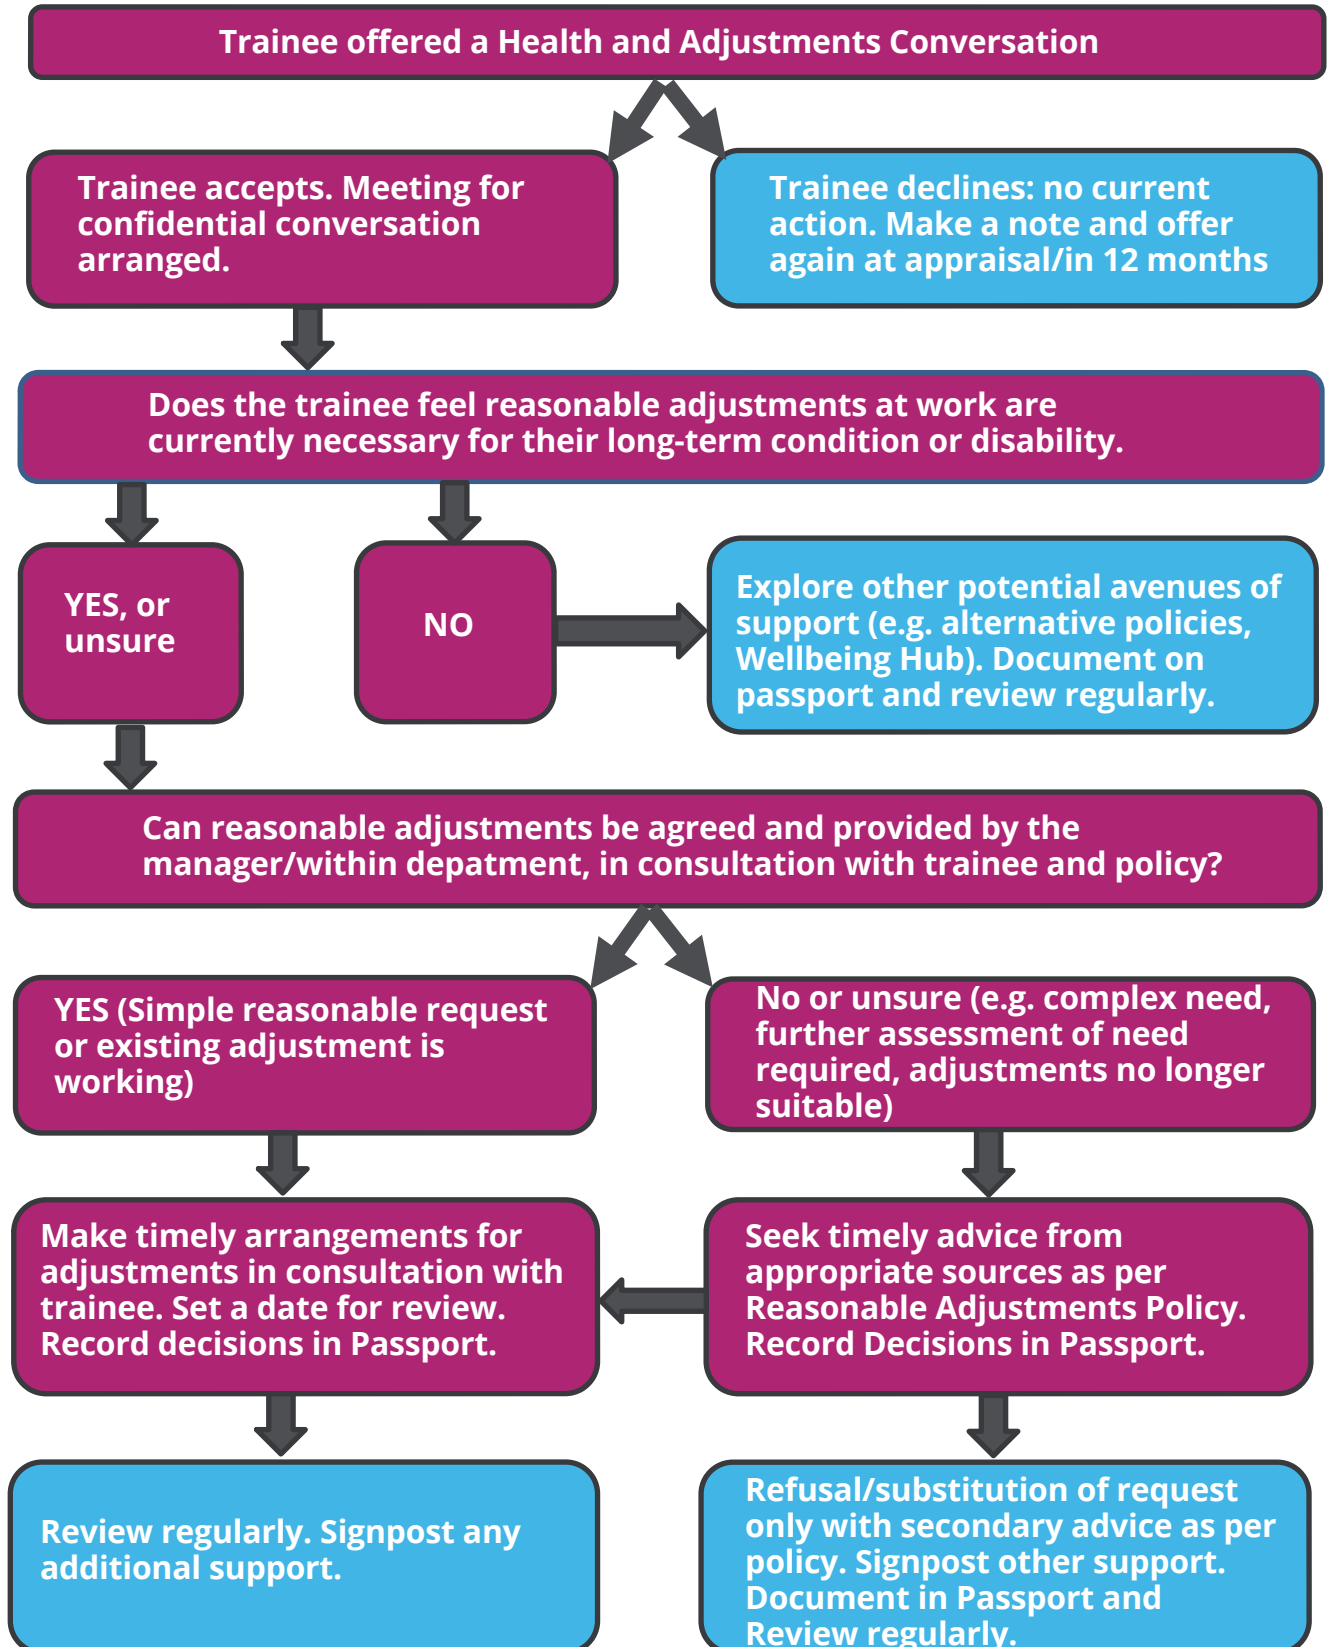 Trainee offered a Health and Adjustments Conversation
Trainee accepts. Meeting for
confidential conversation
arranged.
Trainee declines: no current
action. Make a note and offer
again at appraisal/in 12 months
Does the trainee feel reasonable adjustments at work are
currently necessary for their long-term condition or disability.
YES, or
unsure
NO
Explore other potential avenues of
support (e.g. alternative policies,
Wellbeing Hub). Document on
passport and review regularly.
Can reasonable adjustments be agreed and provided by the
manager/within depatment, in consultation with trainee and policy?
YES (Simple reasonable request
or existing adjustment is
working)
No or unsure (e.g. complex need,
further assessment of need
required, adjustments no longer
suitable)
Make timely arrangements for
adjustments in consultation with
trainee. Set a date for review.
Record decisions in Passport.
Seek timely advice from
appropriate sources as per
Reasonable Adjustments Policy.
Record Decisions in Passport.
Review regularly. Signpost any
additional support.
Refusal/substitution of request
only with secondary advice as per
policy. Signpost other support.
Document in Passport and
Review regularly.